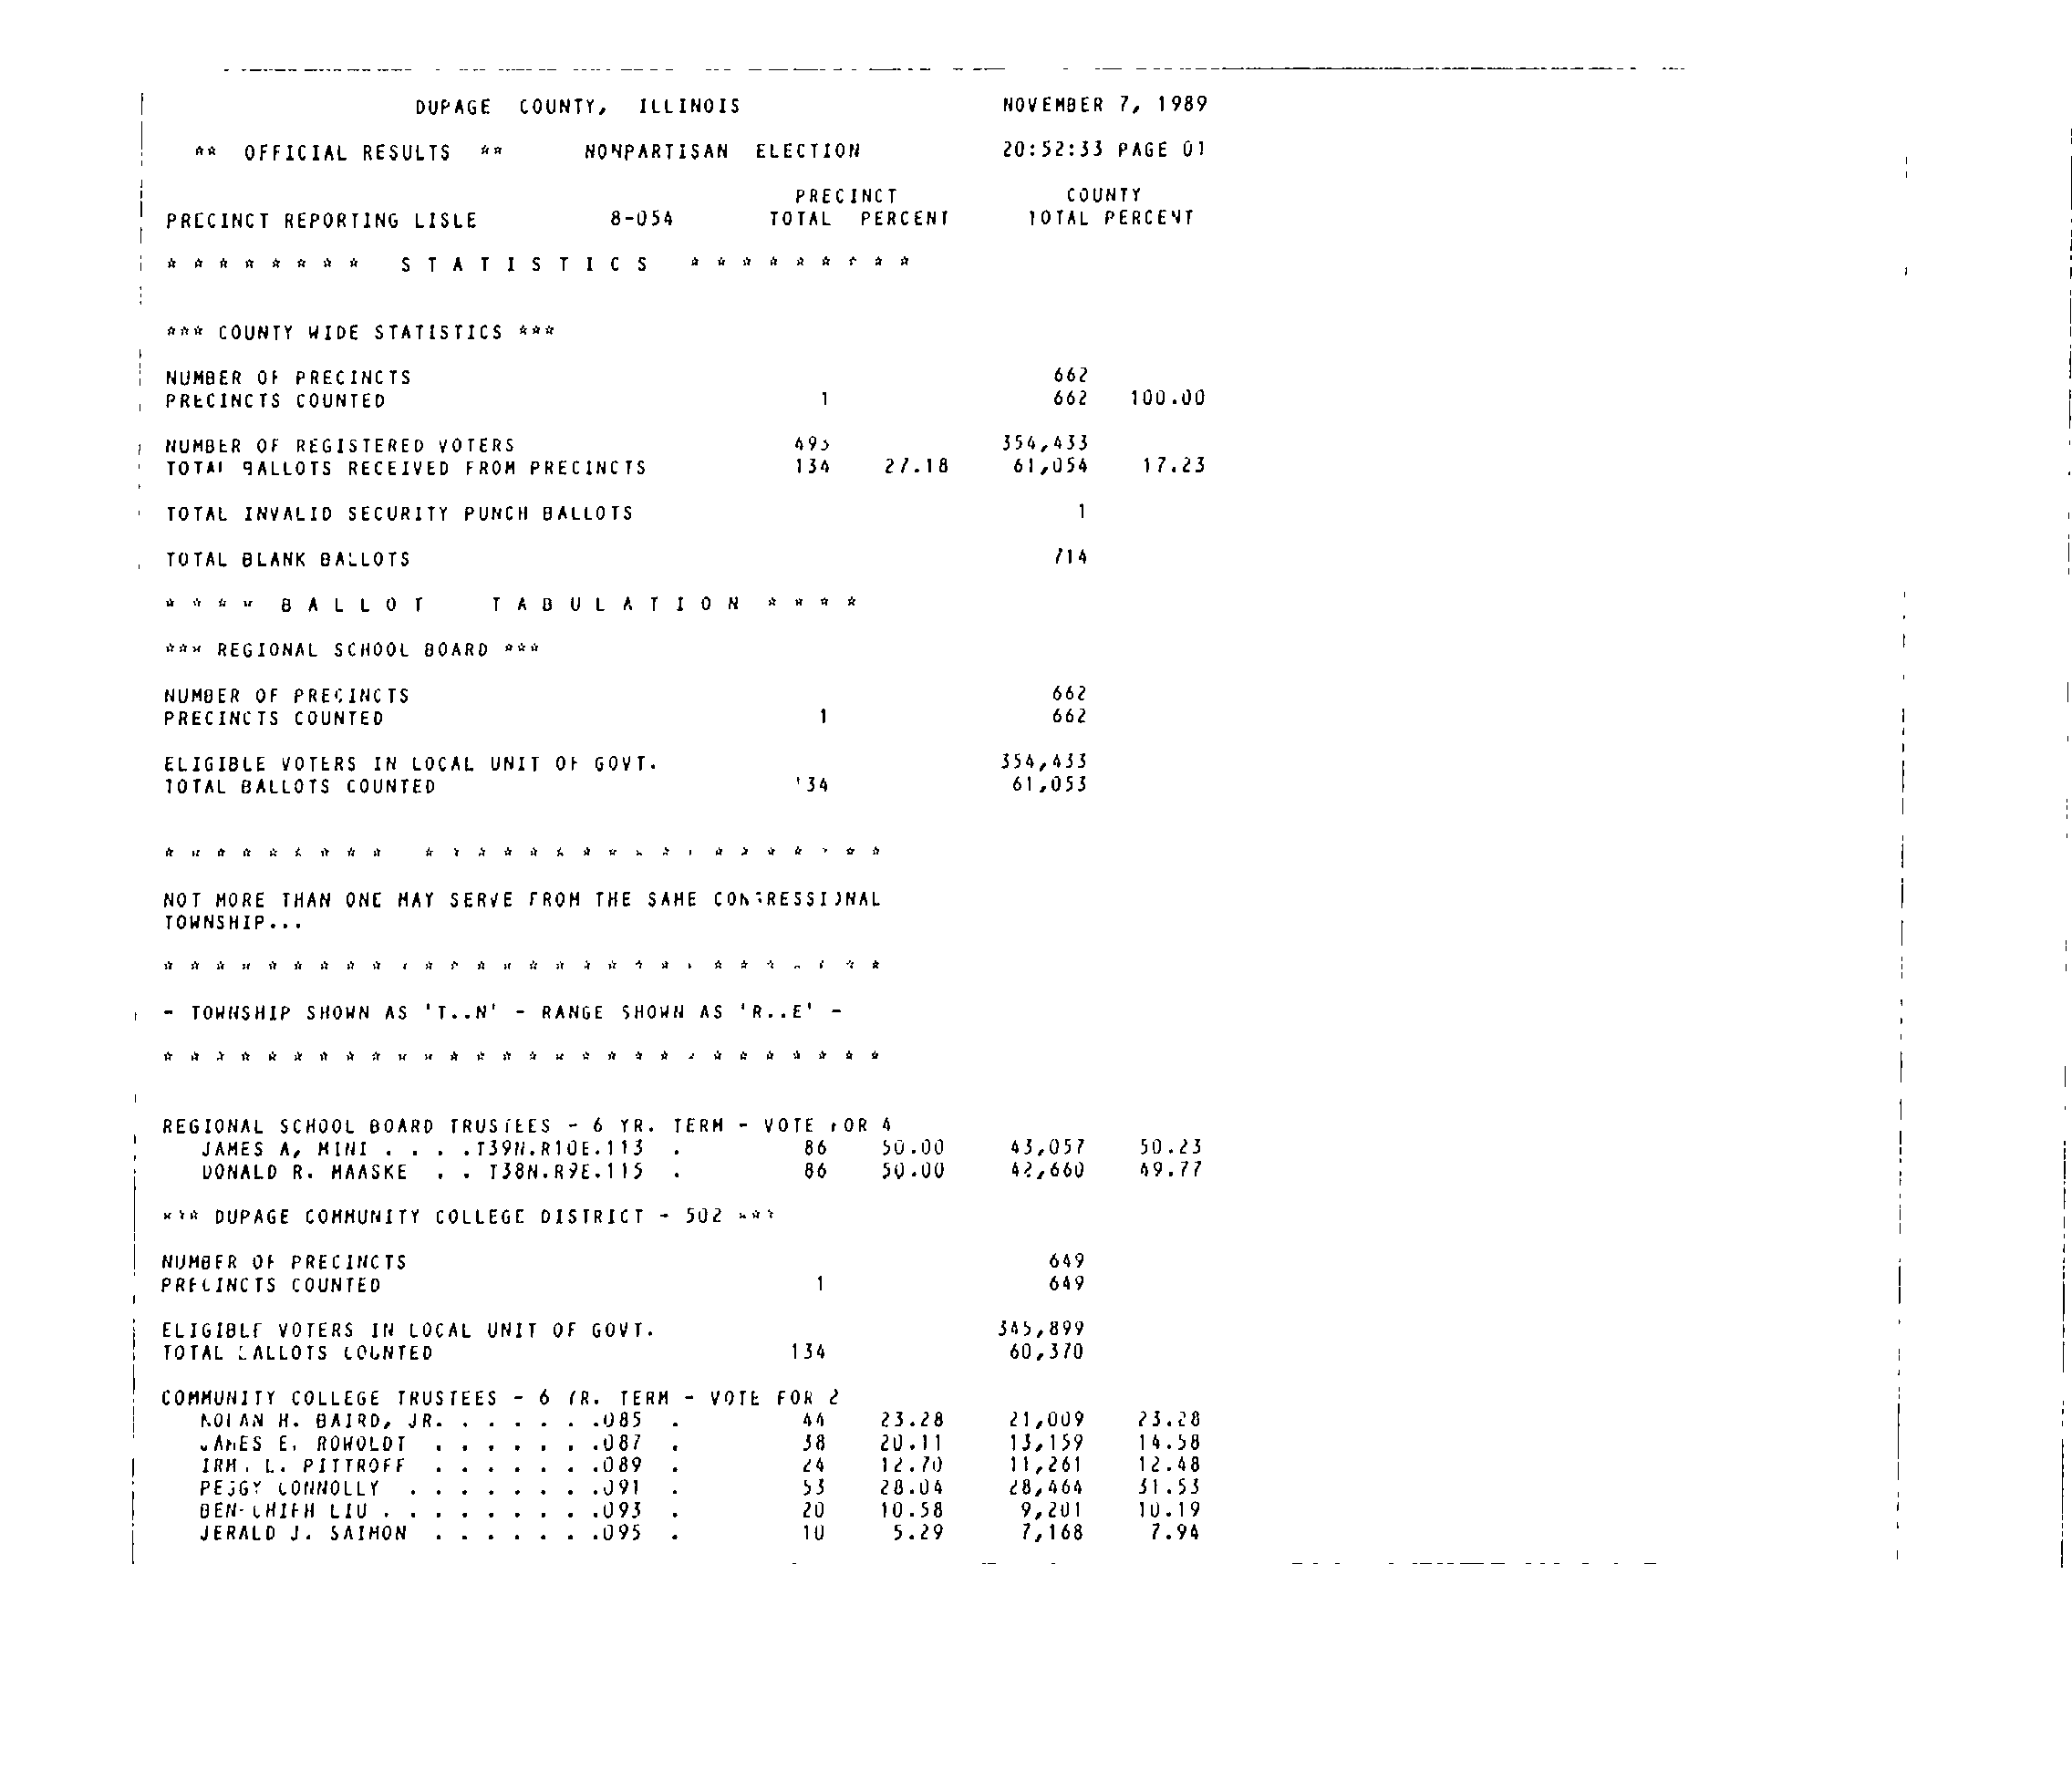 DUPAGE COUNTY, ILLINOIS NOVEMBER 7, 1989
** OFFICIAL RESULTS ** NONPARTISAN ELECTION 20:52:33 PAGE 01
PRECINCT COUNTY
PRECINCT REPORTING LISLE 8-054 TOTAL PERCENT TOTAL PERCENT
* * * * * * * * S T A T I S T I C S * * * * * * * * *
*** COUNTY WIDE STATISTICS ***
NUMBER OF PRECINCTS 662
PRECINCTS COUNTED 1 662 100.00
NUMBER OF REGISTERED VOTERS 493 354,433
TOTAL BALLOTS RECEIVED FROM PRECINCTS 134 27.18 61,054 17.23
TOTAL INVALID SECURITY PUNCH BALLOTS 1
TOTAL BLANK BALLOTS 714
* * * * B A L L O T T A B U L A T I O N * * * *
*** REGIONAL SCHOOL BOARD ***
NUMBER OF PRECINCTS 662
PRECINCTS COUNTED 1 662
ELIGIBLE VOTERS IN LOCAL UNIT OF GOVT. 354,433
TOTAL BALLOTS COUNTED 134 61,053
* * * * * * * * * * * * * * * * * * * * * * * * * * *
NOT MORE THAN ONE MAY SERVE FROM THE SAME CONGRESSIONAL
TOWNSHIP...
* * * * * * * * * * * * * * * * * * * * * * * * * * * *
- TOWNSHIP SHOWN AS 'T..N' - RANGE SHOWN AS 'R..E' -
* * * * * * * * * * * * * * * * * * * * * * * * * * * *
REGIONAL SCHOOL BOARD TRUSTEES - 6 YR. TERM - VOTE FOR 4
JAMES A, MINI . . . .T39N.R10E.113 . 86 50.00 43,057 50.23
DONALD R. MAASKE . . T38N.R9E.115 . 86 50.00 42,660 49.77
*** DUPAGE COMMUNITY COLLEGE DISTRICT - 502 ***
NUMBER OF PRECINCTS 649
PRECINCTS COUNTED 1 649
ELIGIBLE VOTERS IN LOCAL UNIT OF GOVT. 345,899
TOTAL BALLOTS COUNTED 134 60,370
COMMUNITY COLLEGE TRUSTEES - 6 YR. TERM - VOTE FOR 2
NOLAN H. BAIRD, JR. . . . . . .085 . 44 23.28 21,009 23.28
JAMES E. ROWOLDT . . . . . . .087 . 38 20.11 13,159 14.58
L. PITTROFF . . . . . . .089 . 24 12.70 11,261 12.48
PEGGY CONNOLLY . . . . . . . .091 . 53 28.04 28,464 31.53
BEN-CHIEH LIU . . . . . . . . .093 . 20 10.58 9,201 10.19
JERALD J. SAIMON . . . . . . .095 . 10 5.29 7,168 7.94